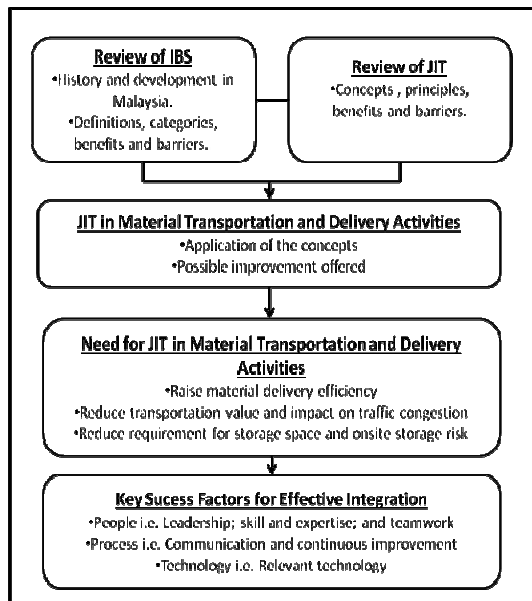 Review of IBS
•History and development in
Malaysia.
•Definitions, categories,
benefits and barriers.
Review of JIT
•Concepts , principles,
benefits and barriers.
JIT in Material Transportation and Delivery Activities
•Application of the concepts
•Possible improvement offered
Need for JIT in Material Transportation and Delivery
Activities
•Raise material delivery efficiency
•Reduce transportation value and impact on traffic congestion
•Reduce requirement for storage space and onsite storage risk
Key Sucess Factors for Effective Integration
•People i.e. Leadership; skill and expertise; and teamwork
•Process i.e. Communication and continuous improvement
•Technology i.e. Relevant technology